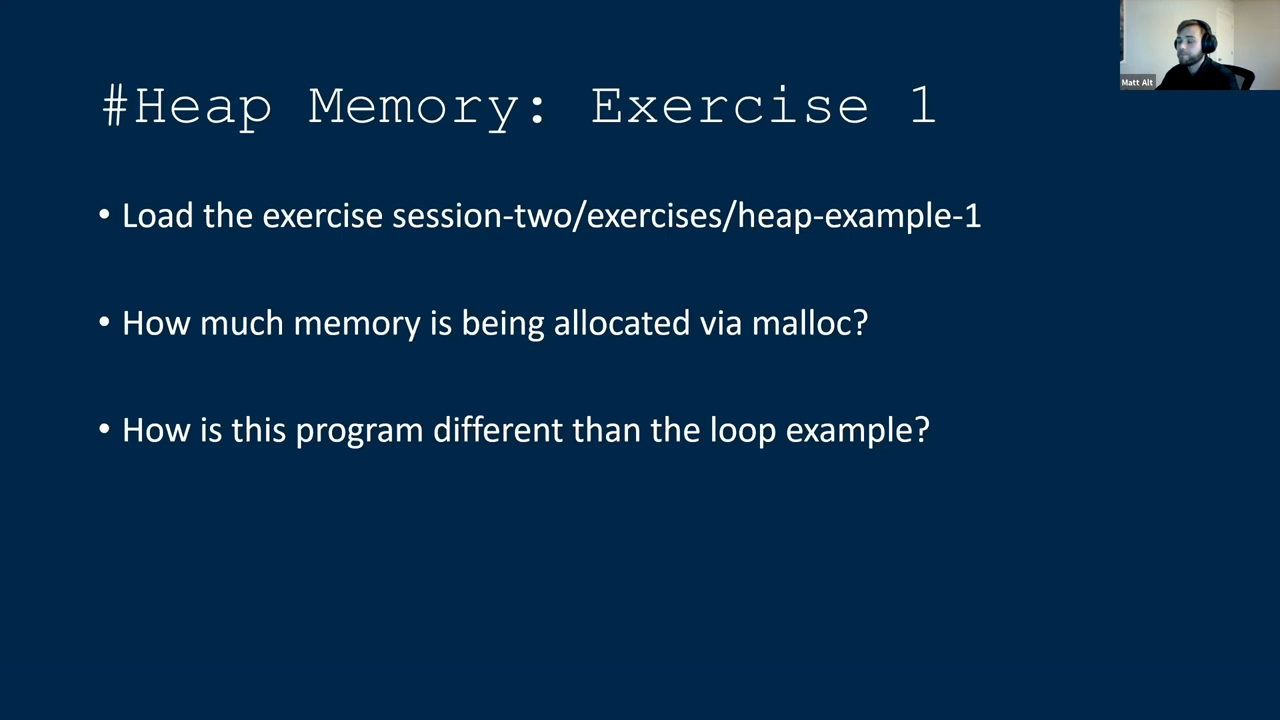 Matt Alt
#Heap Memory: Exercise 1
• Load the exercise session-two/exercises/heap-example-1
• How much memory is being allocated via malloc?
• How is this program different than the loop example?